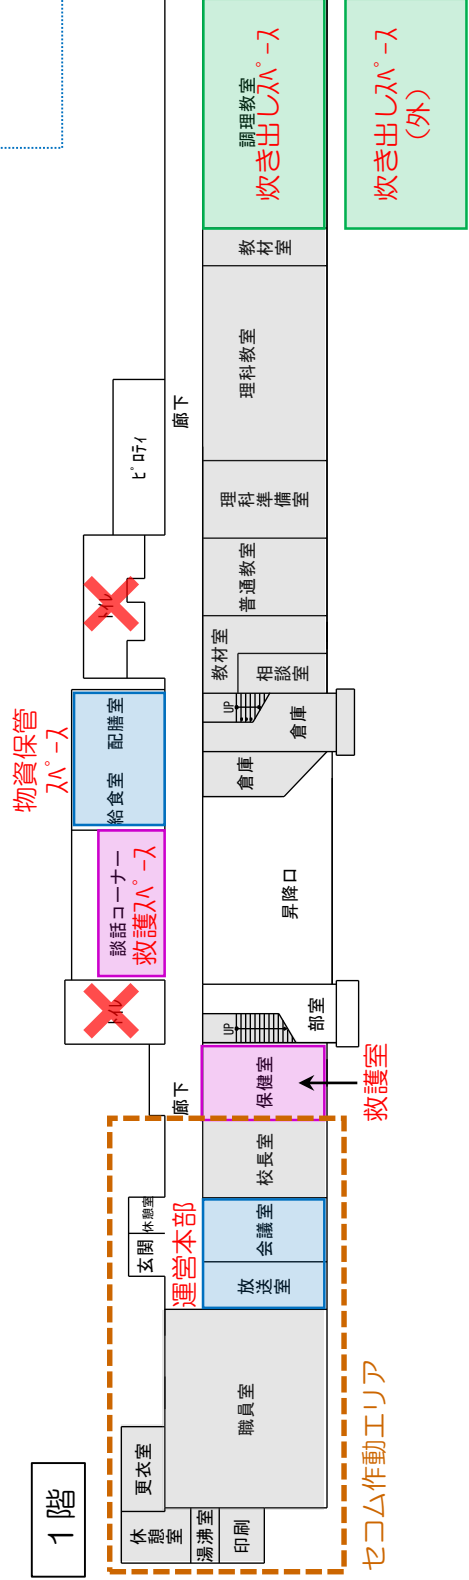 １階
休憩室
湯沸室
印刷
更衣室
職員室
玄関
休憩室
運営本部
放送室
会議室
校長室
セコム作動エリア
廊下
保健室
救護室
トイレ
UP
部室
談話コーナー
救護スペース
昇降口
物資保管
スペース
給食室
配膳室
倉庫
倉庫
UP
教材室
相談室
トイレ
普通教室
ピロティ
理科準備室
廊下
理科教室
教材室
調理教室
炊き出しスペース
炊き出しスペース
（外）